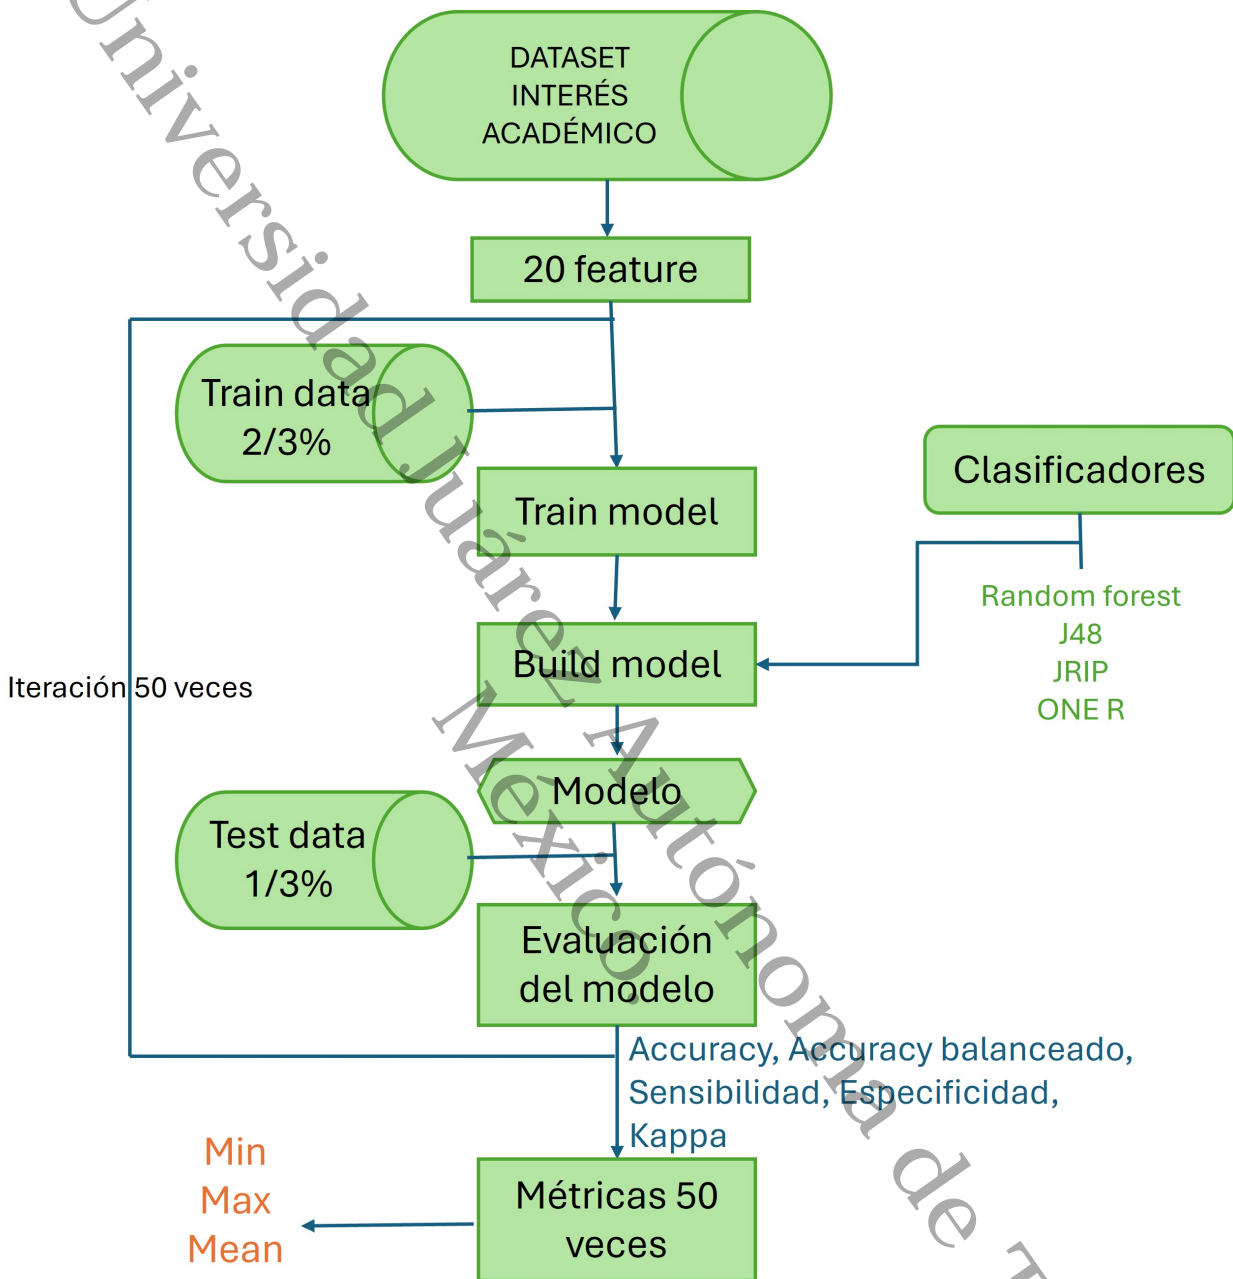 DATASET
INTERÉS
ACADÉMICO
20 feature
Train data
2/3%
Train model
Clasificadores
Random forest
J48
JRIP
ONE R
Build model
Iteración 50 veces
Modelo
Test data
1/3%
Evaluación
del modelo
Accuracy, Accuracy balanceado,
Sensibilidad, Especificidad,
Kappa
Métricas 50
veces
Min
Max
Mean
Universidad Juárez Autónoma de
México.